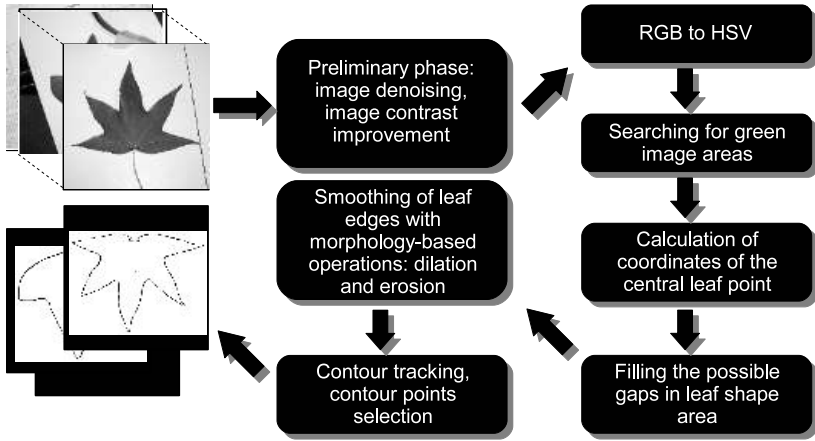 Preliminary phase:
image denoising,
image contrast
improvement
RGB to HSV
Searching for green
image areas
Calculation of
coordinates of the
central leaf point
Filling the possible
gaps in leaf shape
area
Smoothing of leaf
edges with
morphology-based
operations: dilation
and erosion
Contour tracking,
contour points
selection